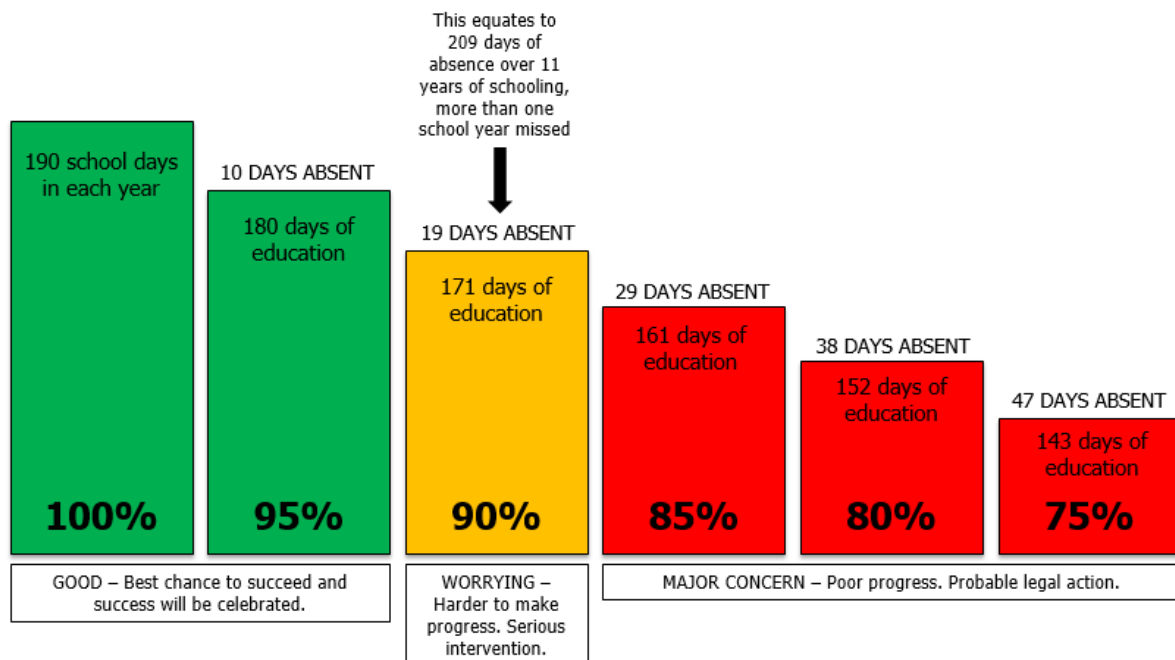 This equates to
209 days of
absence over 11
years of schooling,
more than one
school year missed
190 school days
in each year
100%
10 DAYS ABSENT
180 days of
education
95%
19 DAYS ABSENT
171 days of
education
90%
29 DAYS ABSENT
161 days of
education
85%
38 DAYS ABSENT
152 days of
education
80%
47 DAYS ABSENT
143 days of
education
75%
GOOD – Best chance to succeed and
success will be celebrated.
WORRYING –
Harder to make
progress. Serious
intervention.
MAJOR CONCERN – Poor progress. Probable legal action.